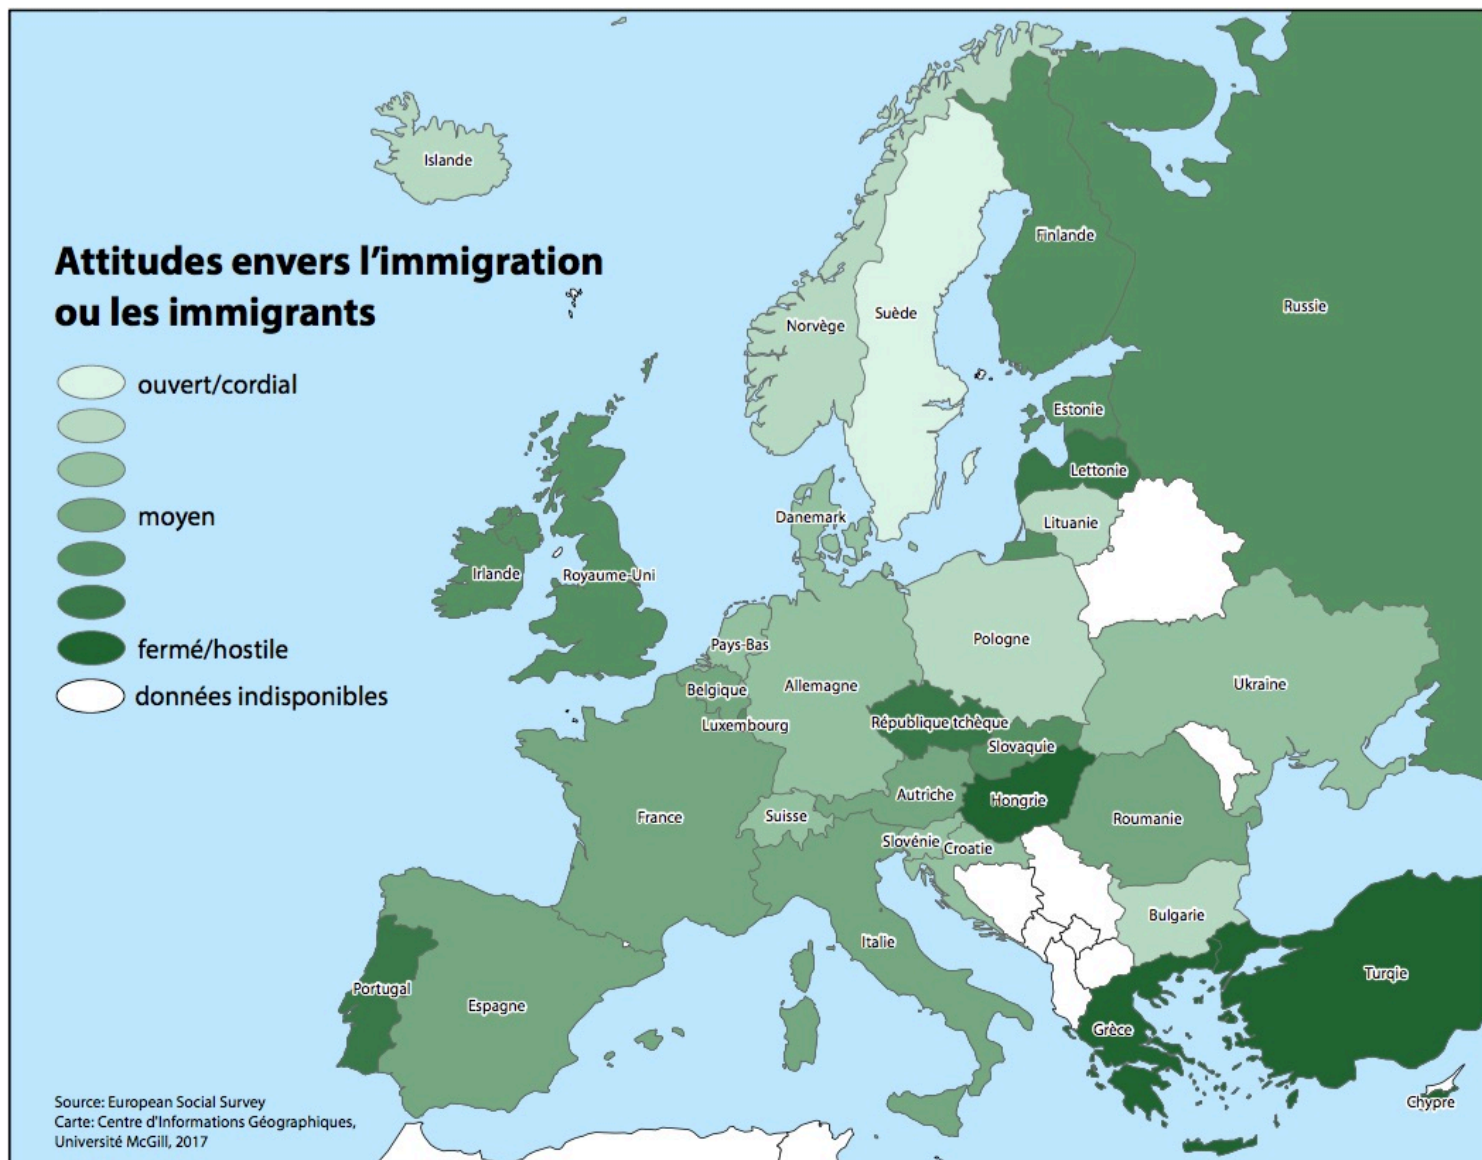 Attitudes envers l'immigration
ou les immigrants
ouvert/cordial
moyen
fermé/hostile
données indisponibles
Islande
Norvège
Suède
Finlande
Russie
Estonie
Lettonie
Lituanie
Danemark
Irlande
Royaume-Uni
Pays-Bas
Belgique
Luxembourg
Allemagne
Pologne
Ukraine
République tchèque
Slovaquie
Autriche
Hongrie
Roumanie
France
Suisse
Slovénie
Croatie
Bulgarie
Italie
Portugal
Espagne
Grèce
Turqie
Chypre
Source: European Social Survey
Carte: Centre d'Informations Géographiques,
Université McGill, 2017